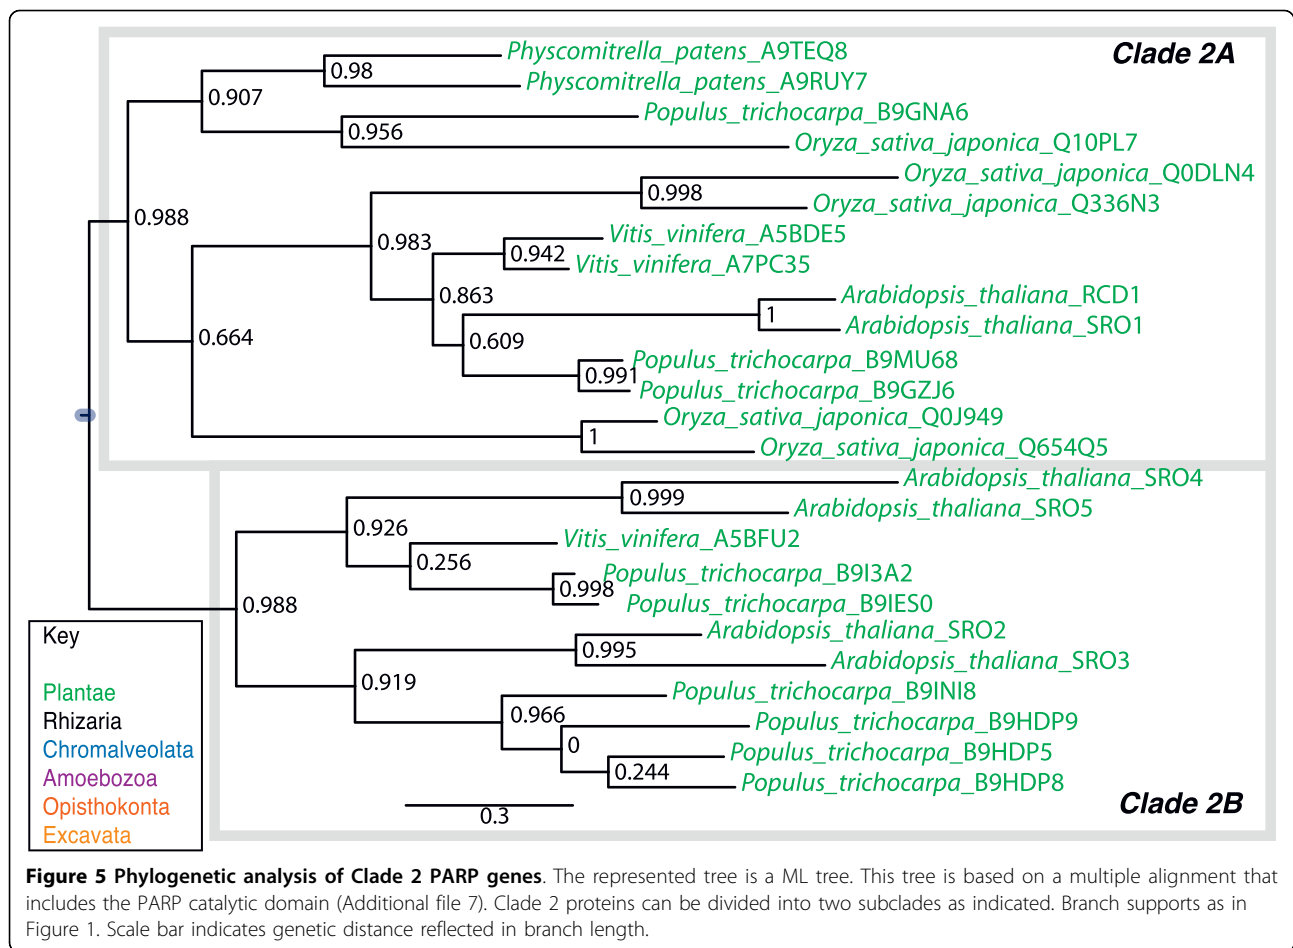 Physcomitrella_patens_A9TEQ8
Clade 2A
0.98
Physcomitrella_patens_A9RUY7
0.907
Populus_trichocarpa_B9GNA6
0.956
Oryza_sativa_japonica_Q10PL7
Oryza_sativa_japonica_Q0DLN4
0.998
Oryza_sativa_japonica_Q336N3
0.988
Vitis_vinifera_A5BDE5
0.983
0.942
Vitis_vinifera_A7PC35
0.863
Arabidopsis_thaliana_RCD1
1
Arabidopsis_thaliana_SRO1
0.664
0.609
Populus_trichocarpa_B9MU68
0.991
Populus_trichocarpa_B9GZJ6
Oryza_sativa_japonica_Q0J949
1
Oryza_sativa_japonica_Q654Q5
Arabidopsis_thaliana_SRO4
0.999
Arabidopsis_thaliana_SRO5
0.926
Vitis_vinifera_A5BFU2
0.256
Populus_trichocarpa_B9I3A2
0.998
Populus_trichocarpa_B9IES0
0.988
Arabidopsis_thaliana_SRO2
0.995
Arabidopsis_thaliana_SRO3
0.919
Populus_trichocarpa_B9INI8
0.966
Populus_trichocarpa_B9HDP9
0
Populus_trichocarpa_B9HDP5
0.244
Populus_trichocarpa_B9HDP8
Clade 2B
0.3
Key
Plantae
Rhizaria
Chromalveolata
Amoebozoa
Opisthokonta
Excavata
Figure 5 Phylogenetic analysis of Clade 2 PARP genes. The represented tree is a ML tree. This tree is based on a multiple alignment that
includes the PARP catalytic domain (Additional file 7). Clade 2 proteins can be divided into two subclades as indicated. Branch supports as in
Figure 1. Scale bar indicates genetic distance reflected in branch length.